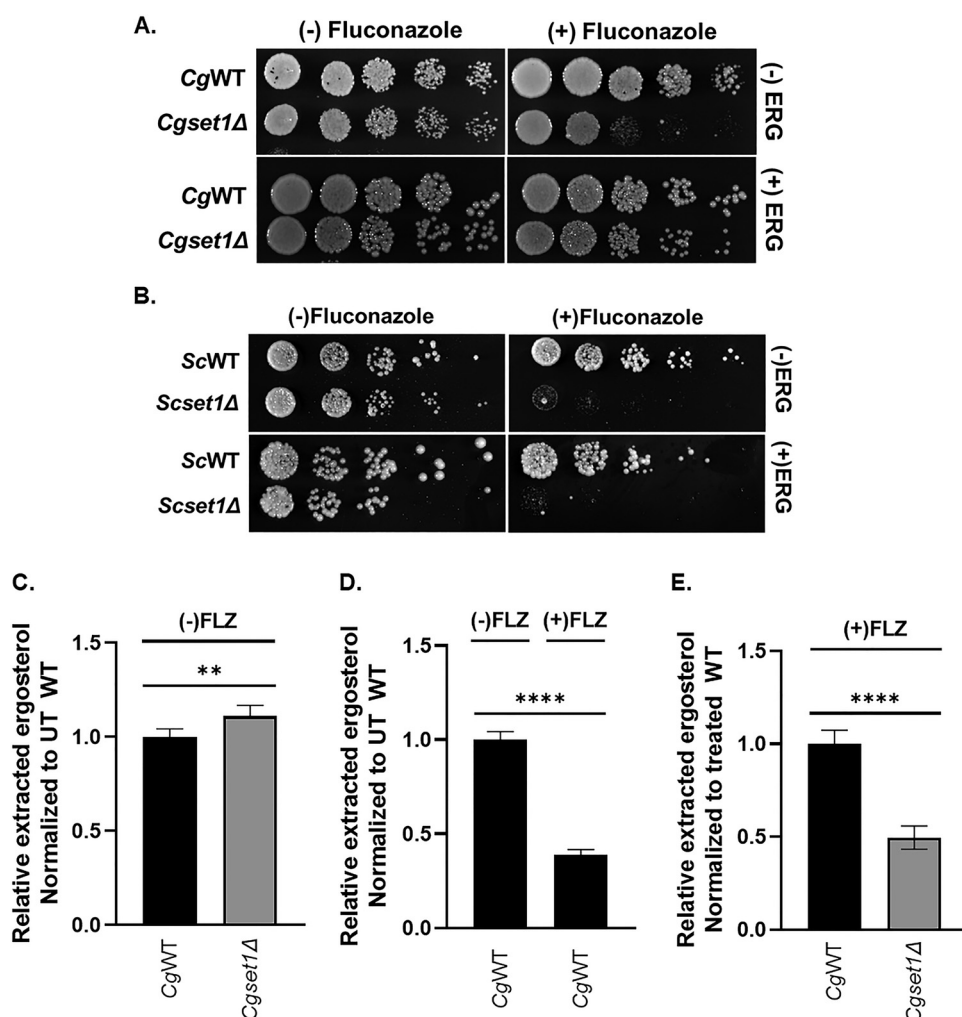 A.
(-) Fluconazole
(+) Fluconazole
CgWT
Cgset1Δ
(-) ERG
CgWT
Cgset1Δ
(+) ERG
B.
(-)Fluconazole
(+)Fluconazole
ScWT
Scset1Δ
(-)ERG
ScWT
Scset1Δ
(+)ERG
C.
(-)FLZ
**
Relative extracted ergosterol
Normalized to UT WT
1.5
1.0
0.5
0.0
CgWT
Cgset1Δ
D.
(-)FLZ
(+)FLZ
****
Relative extracted ergosterol
Normalized to UT WT
1.5
1.0
0.5
0.0
CgWT
CgWT
E.
(+)FLZ
****
Relative extracted ergosterol
Normalized to treated WT
1.5
1.0
0.5
0.0
CgWT
Cgset1Δ